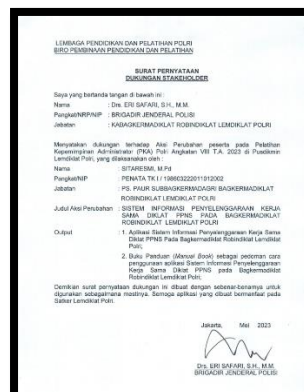 LEMBAGA PENDIDIKAN DAN PELATIHAN POLRI
BIRO PEMBINAAN PENDIDIKAN DAN PELATIHAN
SURAT PERNYATAAN
DUKUNGAN STAKEHOLDER
Saya yang bertanda tangan di bawah ini :
Nama : Drs. ERI SAFARI, S.H., M.M.
Pangkat/NRP/NIP : BRIGADIR JENDERAL POLISI
Jabatan : KABAGKERMADIKLAT ROBINDIKLAT LEMDIKLAT POLRI
Menyatakan dukungan terhadap Aksi Perubahan peserta pada Pelatihan
Kepemimpinan Administrator (PKA) Polri Angkatan VIII T.A. 2023 di Pusdikmin
Lemdiklat Polri, yang dilaksanakan oleh :
Nama : SITARESMI, M.Pd
Pangkat/NIP : PENATA TK I / 198603222011012002
Jabatan : PS. PAUR SUBBAGKERMADAGRI BAGKERMADIKLAT
ROBINDIKLAT LEMDIKLAT POLRI
Judul Aksi Perubahan : SISTEM INFORMASI PENYELENGGARAAN KERJA
SAMA DIKLAT PPNS PADA BAGKERMADIKLAT
ROBINDIKLAT LEMDIKLAT POLRI
Output : 1. Aplikasi Sistem Informasi Penyelenggaraan Kerja Sama
Diklat PPNS Pada Bagkermadiklat Robindiklat Lemdiklat
Polri,
2. Buku Panduan (Manual Book) sebagai pedoman cara
penggunaan aplikasi Sistem Informasi Penyelenggaraan
Kerja Sama Diklat PPNS pada Bagkermadiklat
Robindiklat Lemdiklat Polri.
Demikian surat pernyataan dukungan ini dibuat dengan sebenar-benarnya untuk
digunakan sebagaimana mestinya. Semoga aplikasi yang dibuat bermanfaat pada
Satker Lemdiklat Polri.
Jakarta, Mei 2023
Drs. ERI SAFARI, S.H., M.M.
BRIGADIR JENDERAL POLISI